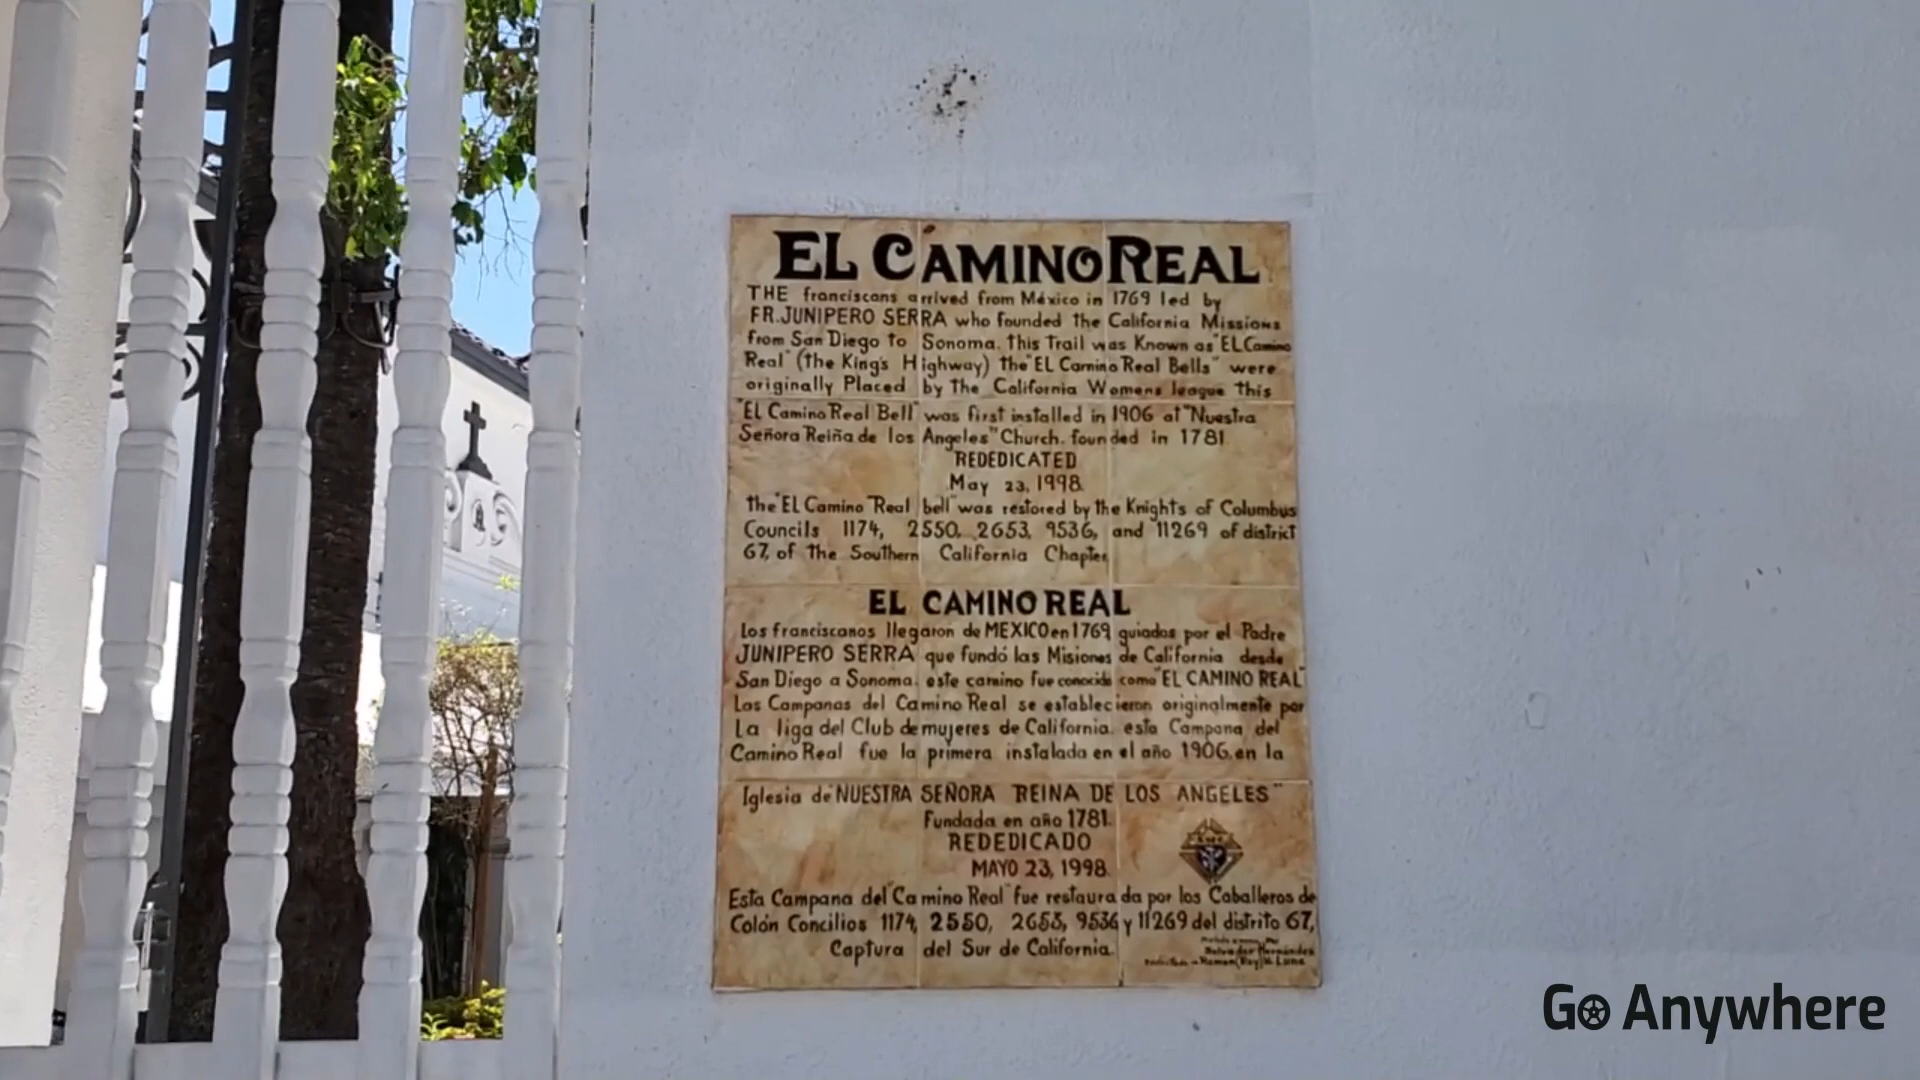 EL CAMINO REAL
THE franciscans arrived from México in 1769 led by
FR. JUNIPERO SERRA who founded the California Missions
from San Diego to Sonoma. this Trail was Known as "EL Camino
Real" (the King's Highway) the "EL Camino Real Bells" were
originally Placed by the California Womens league this
"EL Camino Real Bell" was first installed in 1906 at "Nuestra
Señora Reiña de los Angeles" Church. founded in 1781
REDEDICATED
May 23, 1998
the "EL Camino Real bell" was restored by the Knights of Columbus
Councils 1174, 2550, 2653, 9536, and 11269 of district
67, of the Southern California Chapter
EL CAMINO REAL
Los franciscanos llegaron de MEXICO en 1769 guiados por el Padre
JUNIPERO SERRA que fundó las Misiones de California desde
San Diego a Sonoma. este camino fue conocido como "EL CAMINO REAL"
Las Campanas del Camino Real se establecieron originalmente por
La liga del Club de mujeres de California. esta Campana del
Camino Real fue la primera instalada en el año 1906, en la
Iglesia de NUESTRA SEÑORA REINA DE LOS ANGELES"
Fundada en año 1781.
REDEDICADO
MAYO 23, 1998
Esta Campana del "Camino Real" fue restaurada por los Caballeros de
Colón Concilios 1174, 2550, 2653, 9536 y 11269 del distrito 67,
Captura del Sur de California.
Salvador Hernández
Ramon (Ray) Luna
Go Anywhere